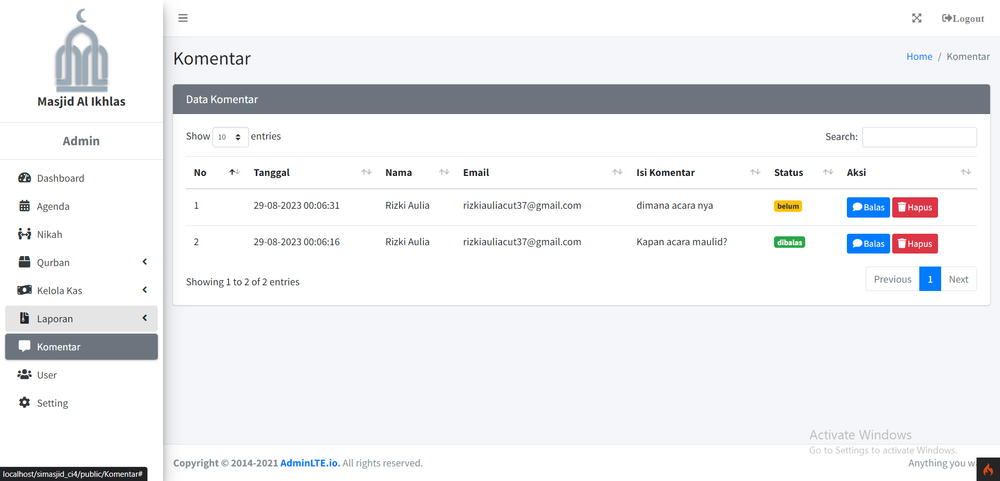 Masjid Al Ikhlas
Admin
Dashboard
Agenda
Nikah
Qurban
Kelola Kas
Laporan
Komentar
User
Setting
localhost/simasjid_ci4/public/Komentar#
Logout
Komentar
Home / Komentar
Data Komentar
Show 10 entries
Search:
No Tanggal Nama Email Isi Komentar Status Aksi
1 29-08-2023 00:06:31 Rizki Aulia rizkiauliacut37@gmail.com dimana acara nya belum Balas Hapus
2 29-08-2023 00:06:16 Rizki Aulia rizkiauliacut37@gmail.com Kapan acara maulid? dibalas Balas Hapus
Showing 1 to 2 of 2 entries
Previous 1 Next
Activate Windows
Go to Settings to activate Windows.
Copyright © 2014-2021 AdminLTE.io. All rights reserved.
Anything you